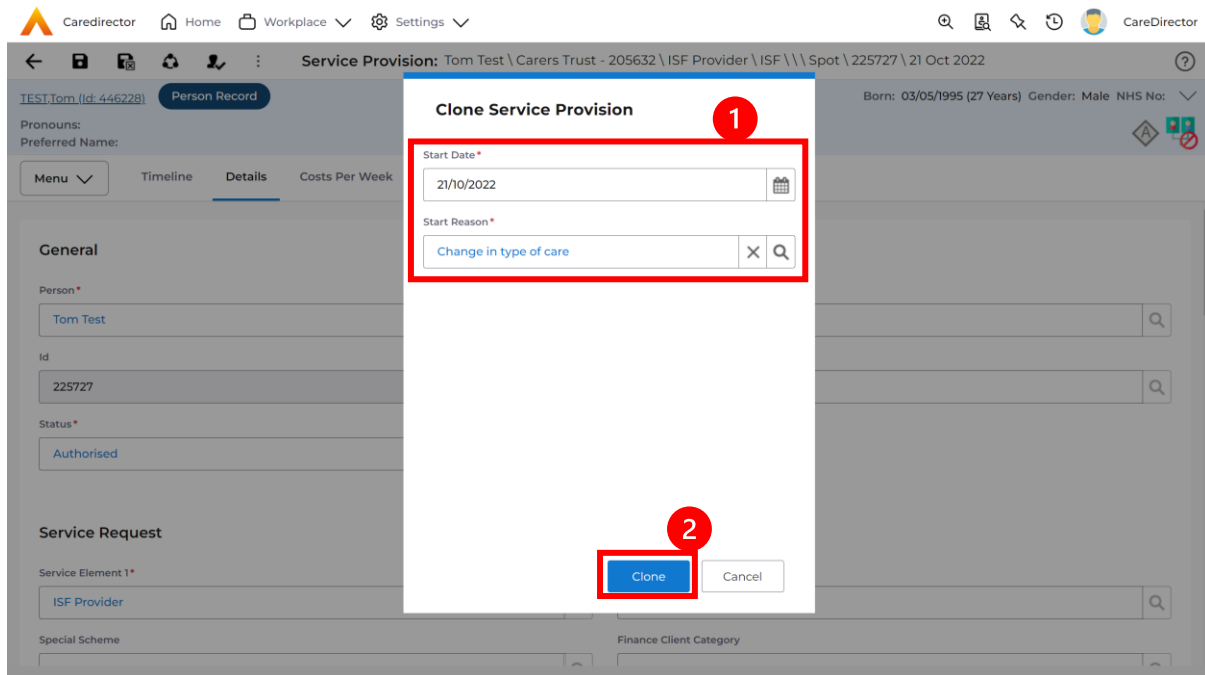 Caredirector Home Workplace Settings CareDirector
Service Provision: Tom Test \ Carers Trust - 205632 \ ISF Provider \ ISF \ \ \ Spot \ 225727 \ 21 Oct 2022
TEST,Tom (Id: 446228) Person Record Born: 03/05/1995 (27 Years) Gender: Male NHS No:
Pronouns:
Preferred Name:
A
Menu Timeline Details Costs Per Week
Clone Service Provision
1
Start Date*
21/10/2022
Start Reason*
Change in type of care
2
Clone Cancel
General
Person*
Tom Test
Id
225727
Status*
Authorised
Service Request
Service Element 1*
ISF Provider
Special Scheme Finance Client Category